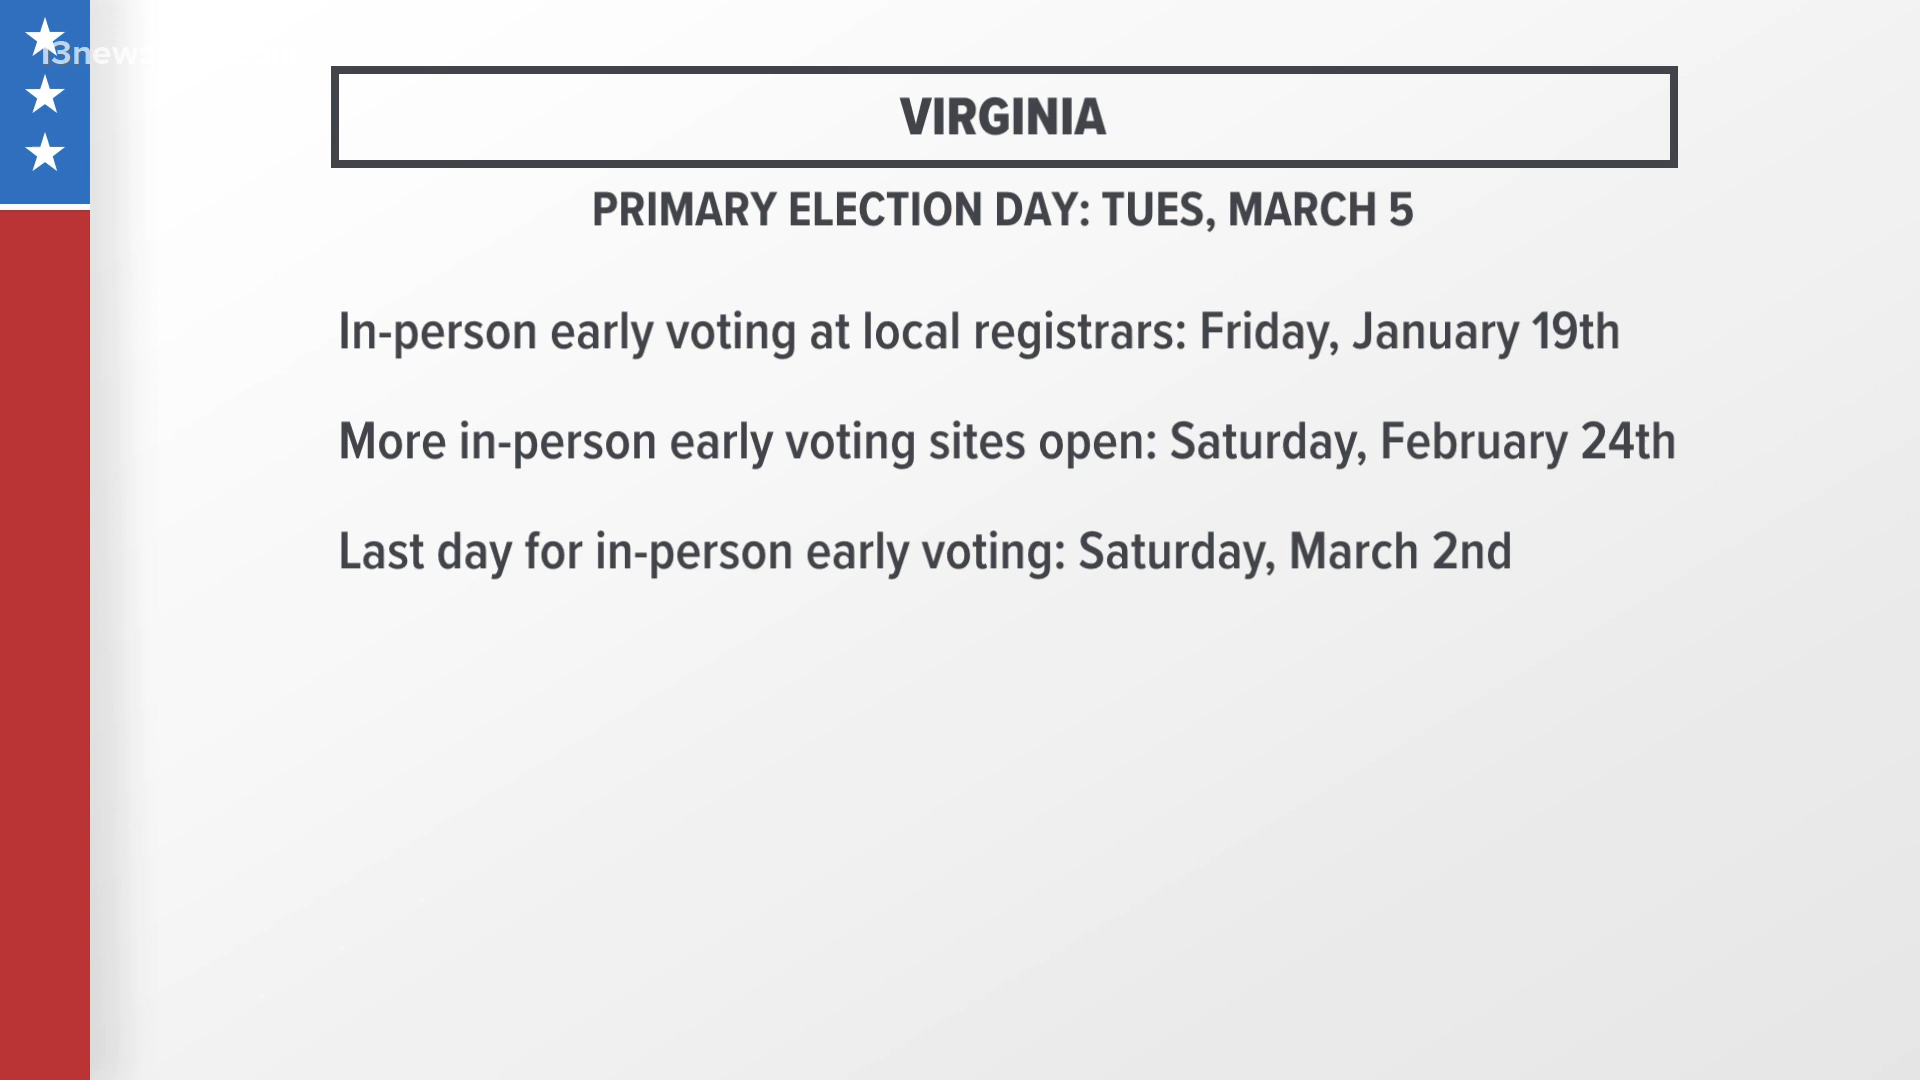 13news
VIRGINIA
PRIMARY ELECTION DAY: TUES, MARCH 5
In-person early voting at local registrars: Friday, January 19th
More in-person early voting sites open: Saturday, February 24th
Last day for in-person early voting: Saturday, March 2nd